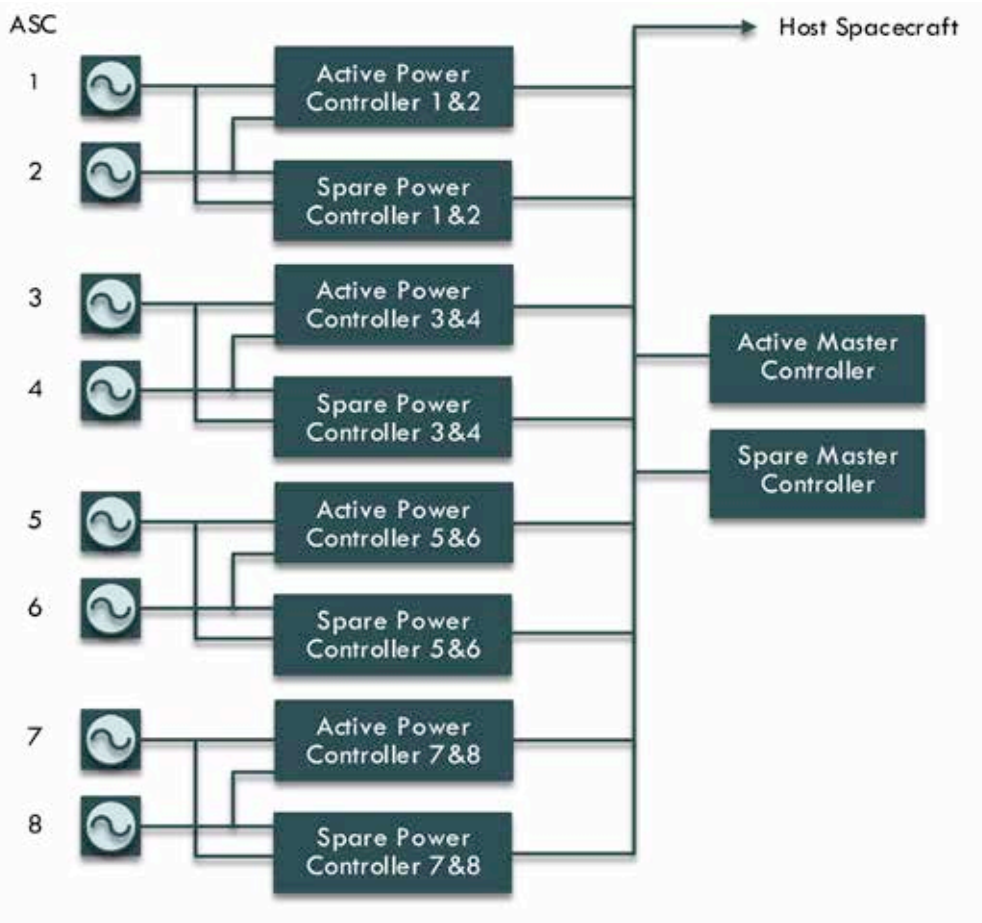 ASC
Host Spacecraft
1
Active Power
Controller 1&2
2
Spare Power
Controller 1&2
3
Active Power
Controller 3&4
Active Master
Controller
4
Spare Power
Controller 3&4
Spare Master
Controller
5
Active Power
Controller 5&6
6
Spare Power
Controller 5&6
7
Active Power
Controller 7&8
8
Spare Power
Controller 7&8